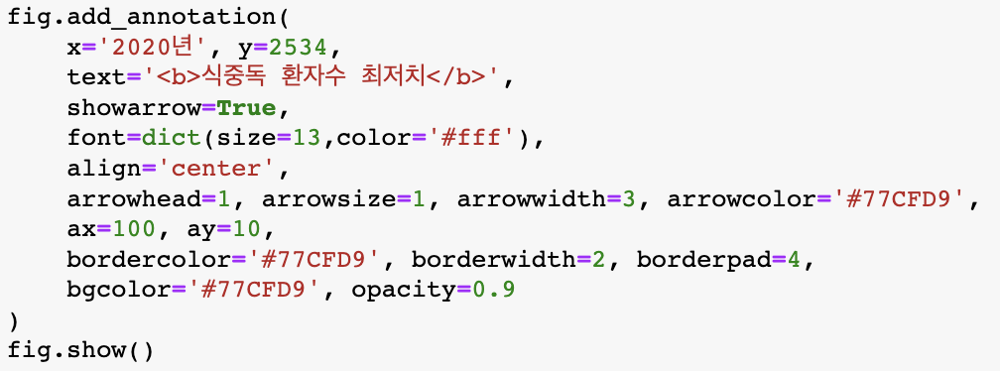 fig.add_annotation(
    x='2020년', y=2534,
    text='<b>식중독 환자수 최저치</b>',
    showarrow=True,
    font=dict(size=13,color='#fff'),
    align='center',
    arrowhead=1, arrowsize=1, arrowwidth=3, arrowcolor='#77CFD9',
    ax=100, ay=10,
    bordercolor='#77CFD9', borderwidth=2, borderpad=4,
    bgcolor='#77CFD9', opacity=0.9
)
fig.show()